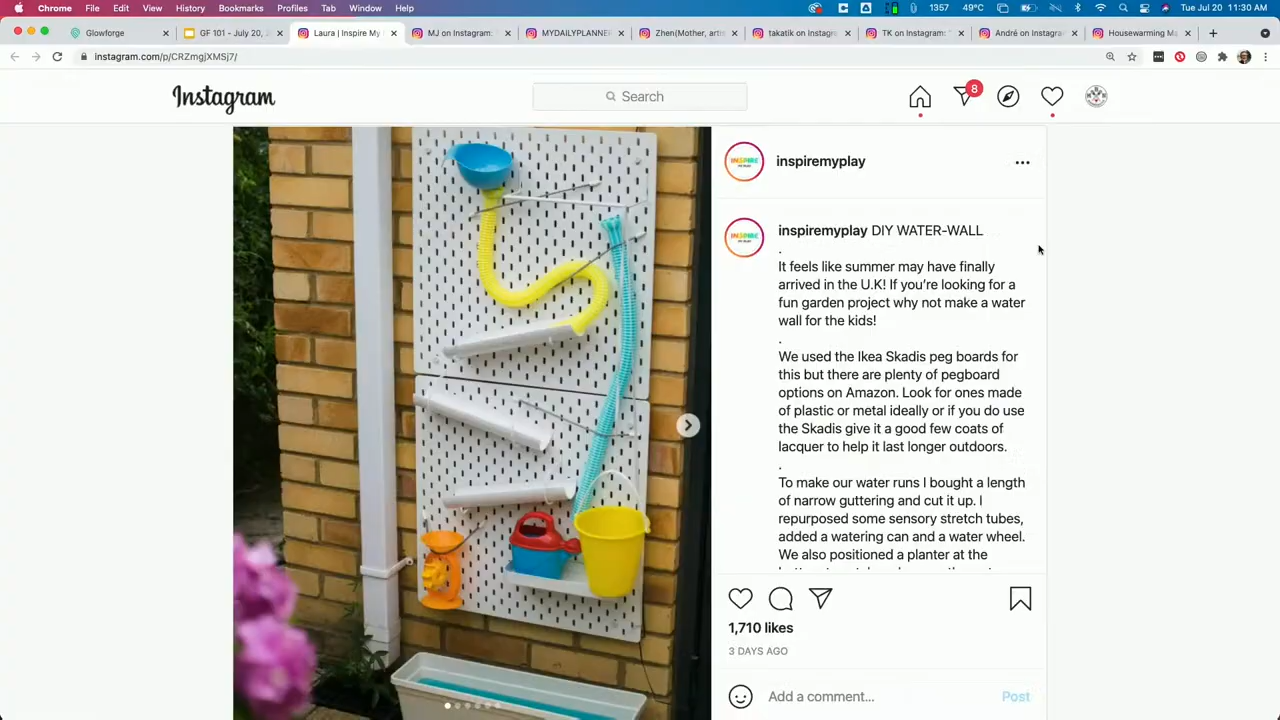 Chrome File Edit View History Bookmarks Profiles Tab Window Help 1357 49°C Tue Jul 20 11:30 AM
Glowforge GF 101 - July 20, Laura | Inspire My MJ on Instagram: MYDAILYPLANNER Zhen(Mother, artis takatik on Instagra TK on Instagram: André on Instagra Housewarming Ma
instagram.com/p/CRZmgjXMSj7/
Instagram
Search
8
INSPIRE
inspiremyplay
INSPIRE
inspiremyplay DIY WATER-WALL
.
It feels like summer may have finally
arrived in the U.K! If you’re looking for a
fun garden project why not make a water
wall for the kids!
.
We used the Ikea Skadis peg boards for
this but there are plenty of pegboard
options on Amazon. Look for ones made
of plastic or metal ideally or if you do use
the Skadis give it a good few coats of
lacquer to help it last longer outdoors.
.
To make our water runs I bought a length
of narrow guttering and cut it up. I
repurposed some sensory stretch tubes,
added a watering can and a water wheel.
We also positioned a planter at the
1,710 likes
3 DAYS AGO
Add a comment...
Post